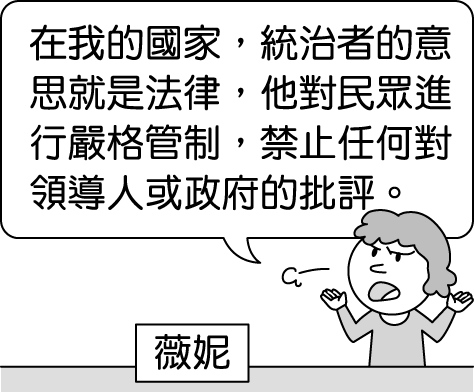 在我的國家，統治者的意
思就是法律，他對民眾進
行嚴格管制，禁止任何對
領導人或政府的批評。
薇妮